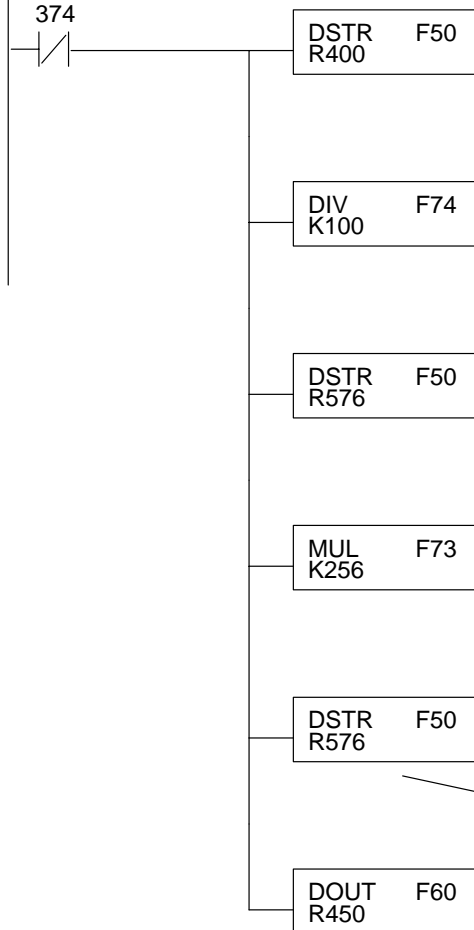 374
DSTR F50
R400
DIV F74
K100
DSTR F50
R576
MUL F73
K256
DSTR F50
R576
DOUT F60
R450